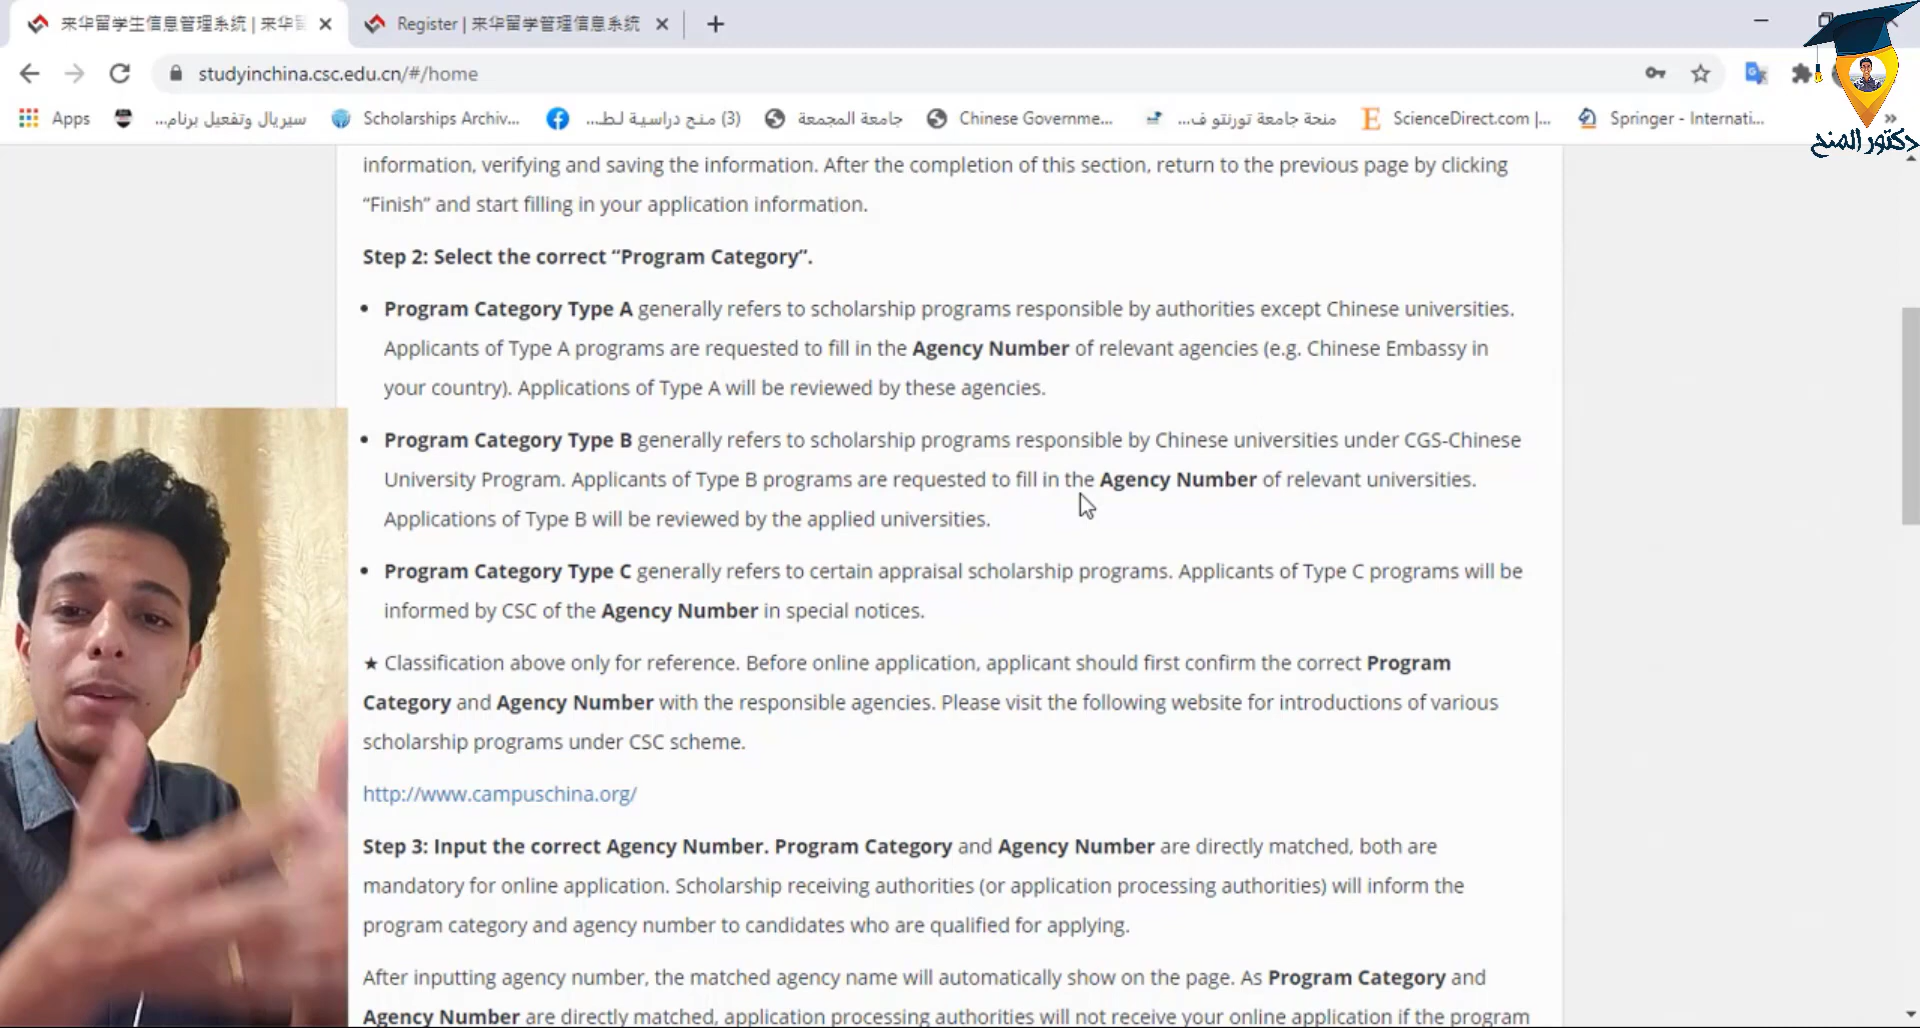 来华留学生信息管理系统 | 来华
Register | 来华留学管理信息系统
studyinchina.csc.edu.cn/#/home
Apps
سيريال وتفعيل برنام...
Scholarships Archiv...
(3) منح دراسية لط...
جامعة المجمعة
Chinese Governme...
منحة جامعة تورنتو ف...
ScienceDirect.com |...
Springer - Internati...
دكتور المنح
information, verifying and saving the information. After the completion of this section, return to the previous page by clicking
“Finish” and start filling in your application information.
Step 2: Select the correct “Program Category”.
• Program Category Type A generally refers to scholarship programs responsible by authorities except Chinese universities.
Applicants of Type A programs are requested to fill in the Agency Number of relevant agencies (e.g. Chinese Embassy in
your country). Applications of Type A will be reviewed by these agencies.
• Program Category Type B generally refers to scholarship programs responsible by Chinese universities under CGS-Chinese
University Program. Applicants of Type B programs are requested to fill in the Agency Number of relevant universities.
Applications of Type B will be reviewed by the applied universities.
• Program Category Type C generally refers to certain appraisal scholarship programs. Applicants of Type C programs will be
informed by CSC of the Agency Number in special notices.
★ Classification above only for reference. Before online application, applicant should first confirm the correct Program
Category and Agency Number with the responsible agencies. Please visit the following website for introductions of various
scholarship programs under CSC scheme.
http://www.campuschina.org/
Step 3: Input the correct Agency Number. Program Category and Agency Number are directly matched, both are
mandatory for online application. Scholarship receiving authorities (or application processing authorities) will inform the
program category and agency number to candidates who are qualified for applying.
After inputting agency number, the matched agency name will automatically show on the page. As Program Category and
Agency Number are directly matched, application processing authorities will not receive your online application if the program